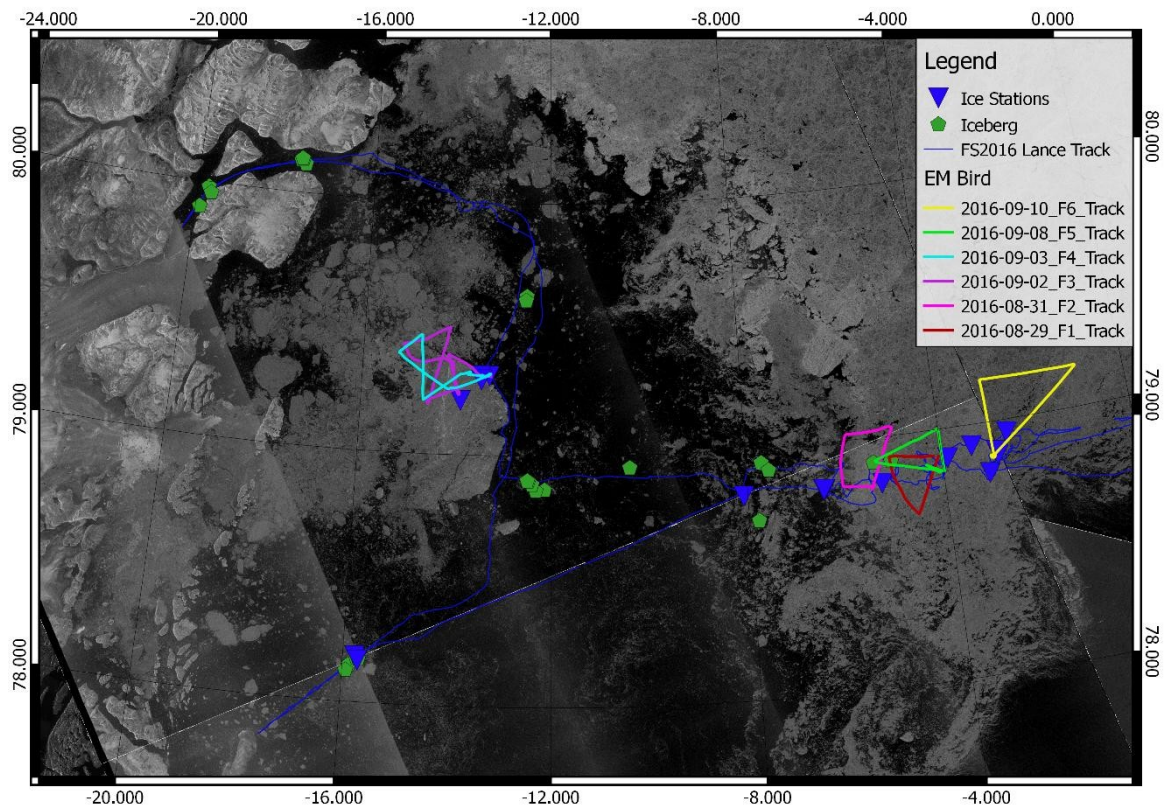 -24.000 -20.000 -16.000 -12.000 -8.000 -4.000 0.000
Legend
Ice Stations
Iceberg
FS2016 Lance Track
EM Bird
2016-09-10_F6_Track
2016-09-08_F5_Track
2016-09-03_F4_Track
2016-09-02_F3_Track
2016-08-31_F2_Track
2016-08-29_F1_Track
80.000 80.000
79.000 79.000
78.000 78.000
-20.000 -16.000 -12.000 -8.000 -4.000